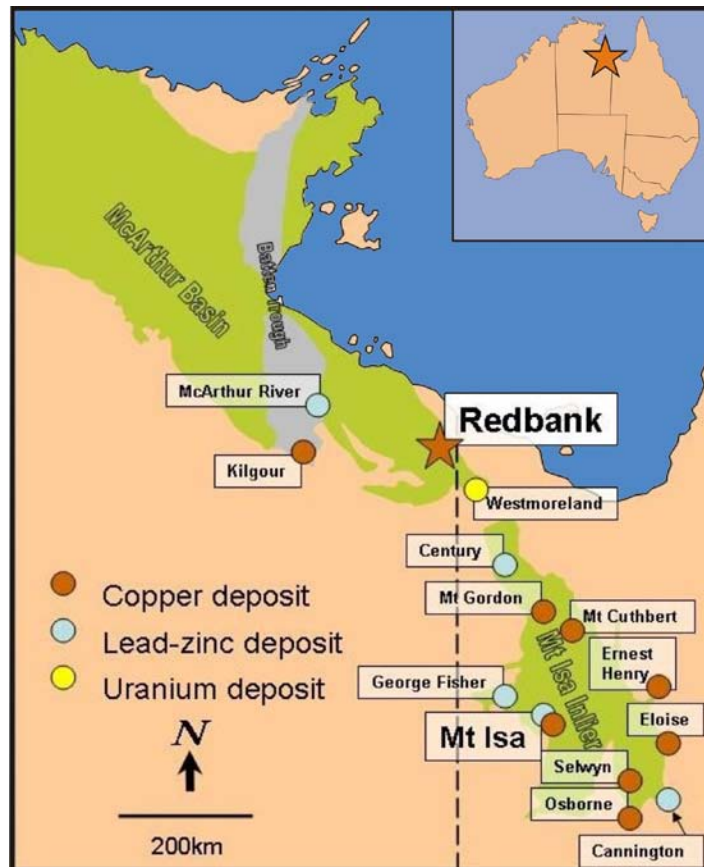 McArthur Basin
Batten Trough
McArthur River
Redbank
Kilgour
Westmoreland
Century
Copper deposit
Mt Gordon
Mt Cuthbert
Lead-zinc deposit
Ernest
Henry
Uranium deposit
George Fisher
Mt Isa Inlier
Eloise
N
Mt Isa
Selwyn
Osborne
200km
Cannington